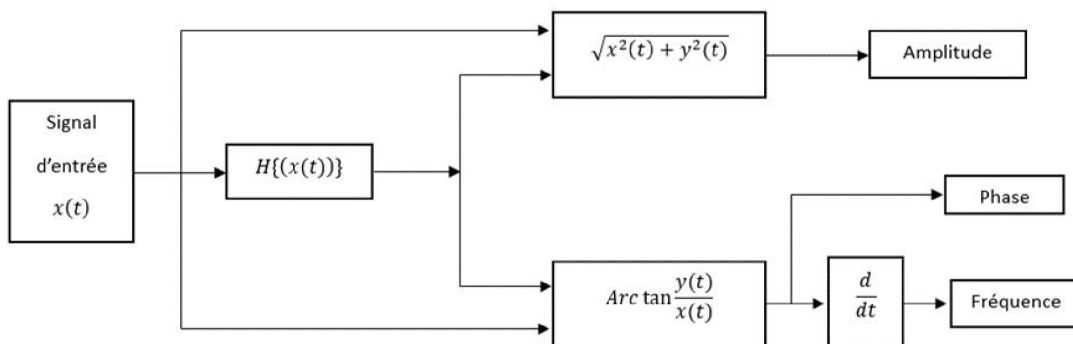 Signal
d'entrée
x(t)
H{(x(t))}
√x²(t) + y²(t)
Amplitude
Phase
Arc tan y(t)/x(t)
d/dt
Fréquence